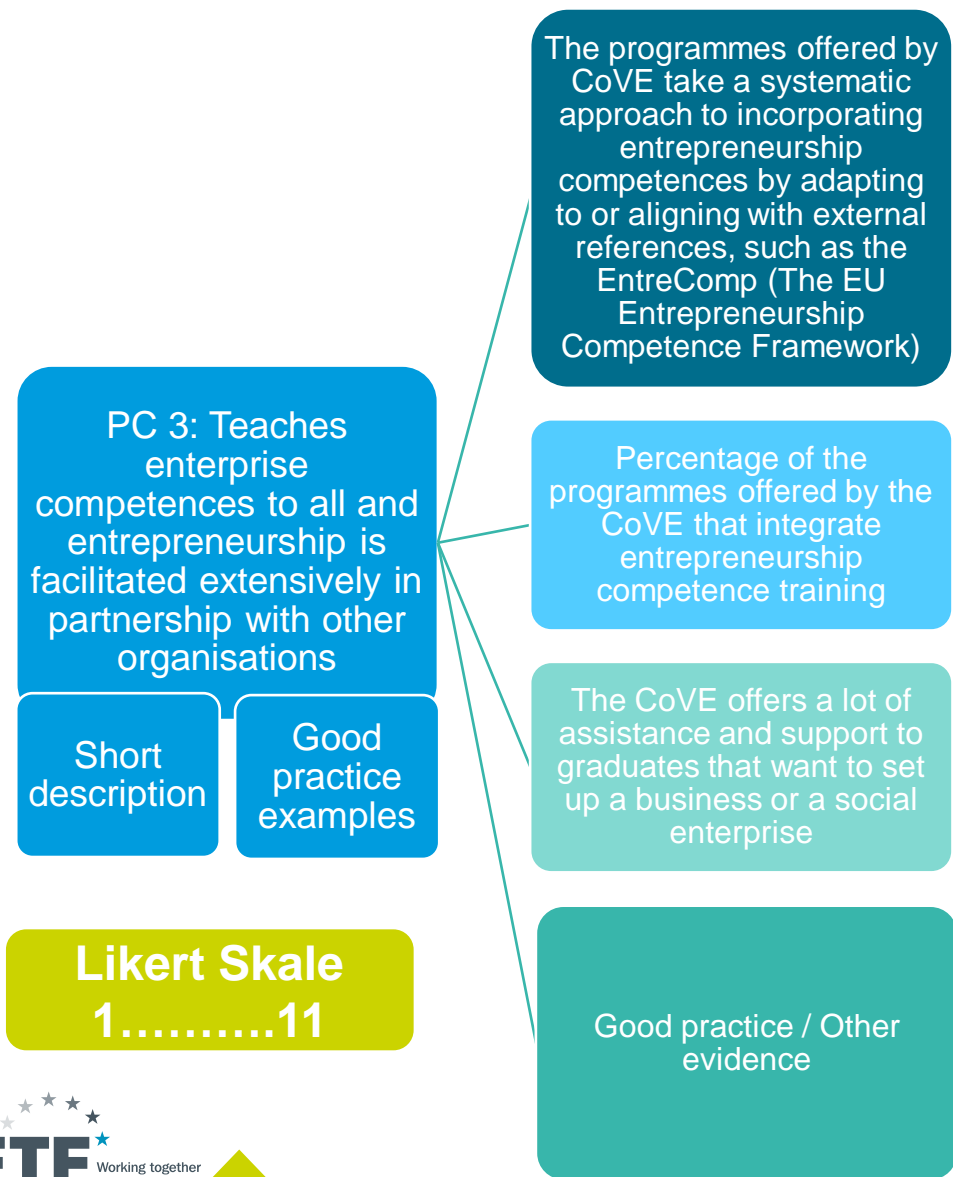 The programmes offered by
CoVE take a systematic
approach to incorporating
entrepreneurship
competences by adapting
to or aligning with external
references, such as the
EntreComp (The EU
Entrepreneurship
Competence Framework)
PC 3: Teaches
enterprise
competences to all and
entrepreneurship is
facilitated extensively in
partnership with other
organisations
Short
description
Good
practice
examples
Percentage of the
programmes offered by the
CoVE that integrate
entrepreneurship
competence training
The CoVE offers a lot of
assistance and support to
graduates that want to set
up a business or a social
enterprise
Likert Skale
1……….11
Good practice / Other
evidence
ETF
Working together